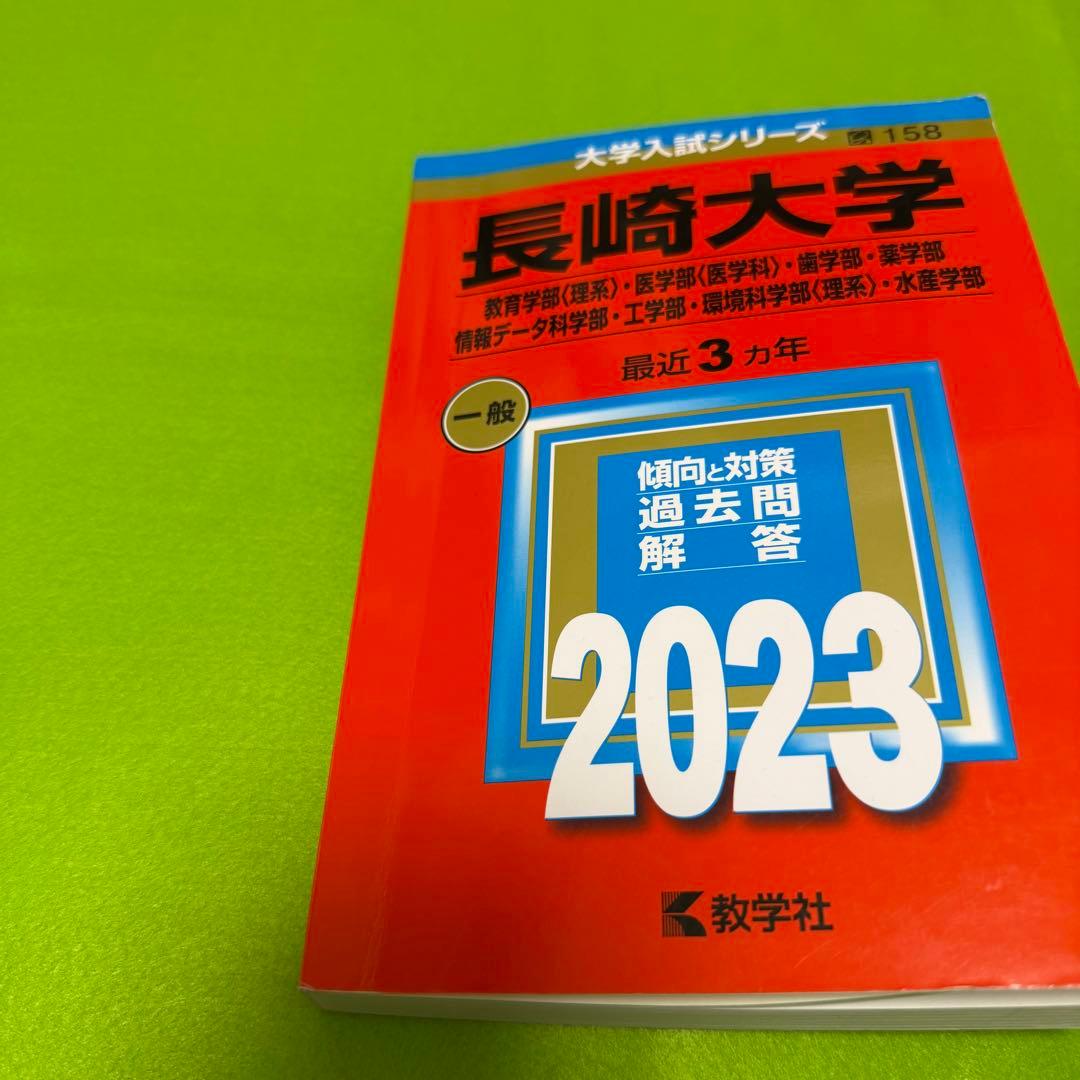 大学入試シリーズ 158
長崎大学
教育学部〈理系〉・医学部〈医学科〉・歯学部・薬学部
情報データ科学部・工学部・環境科学部〈理系〉・水産学部
最近3ヵ年
一般
傾向と対策
過去問
解答
2023
教学社